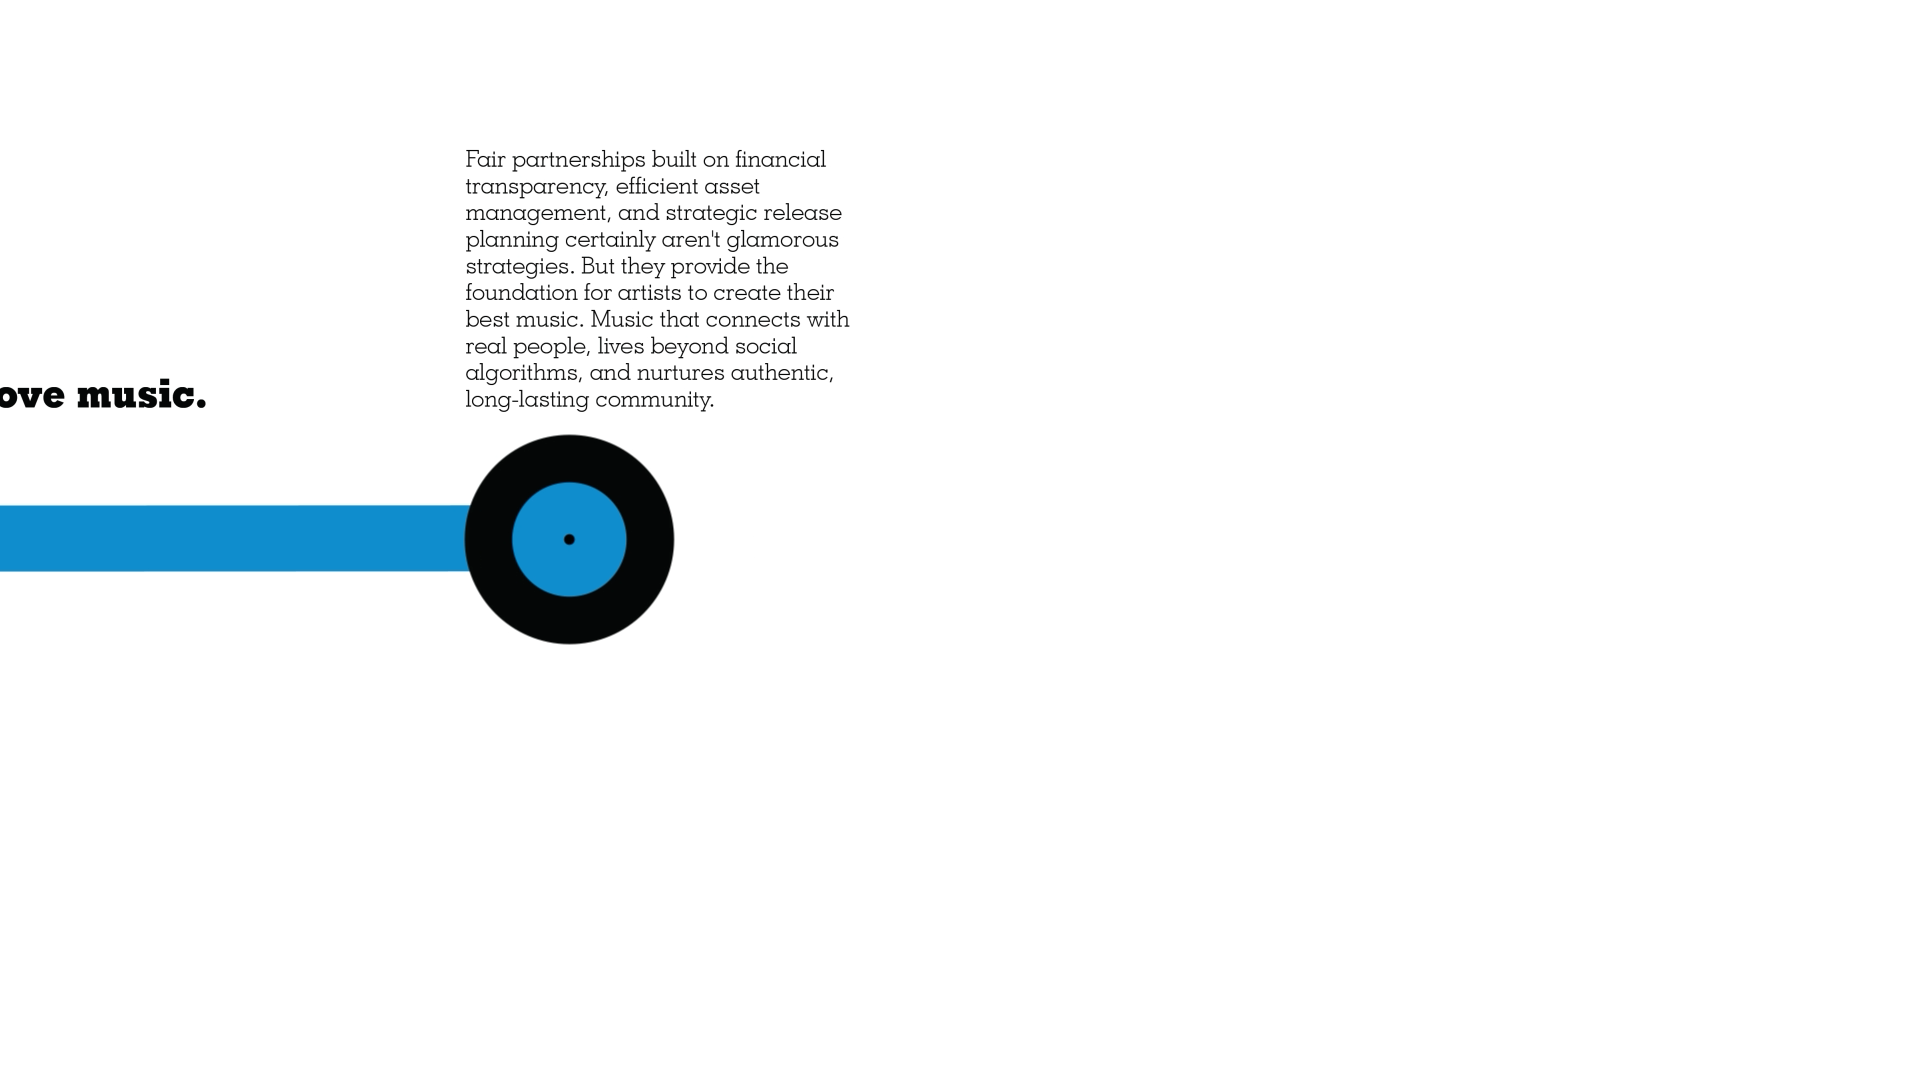 Fair partnerships built on financial
transparency, efficient asset
management, and strategic release
planning certainly aren't glamorous
strategies. But they provide the
foundation for artists to create their
best music. Music that connects with
real people, lives beyond social
algorithms, and nurtures authentic,
long-lasting community.
ove music.